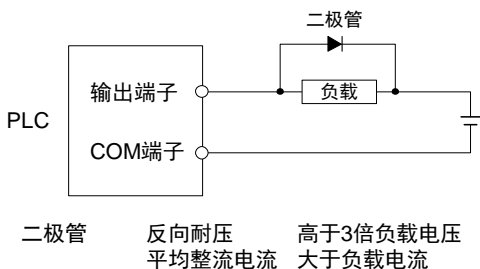 二极管
输出端子
负载
PLC
COM端子
二极管 反向耐压 高于3倍负载电压
平均整流电流 大于负载电流